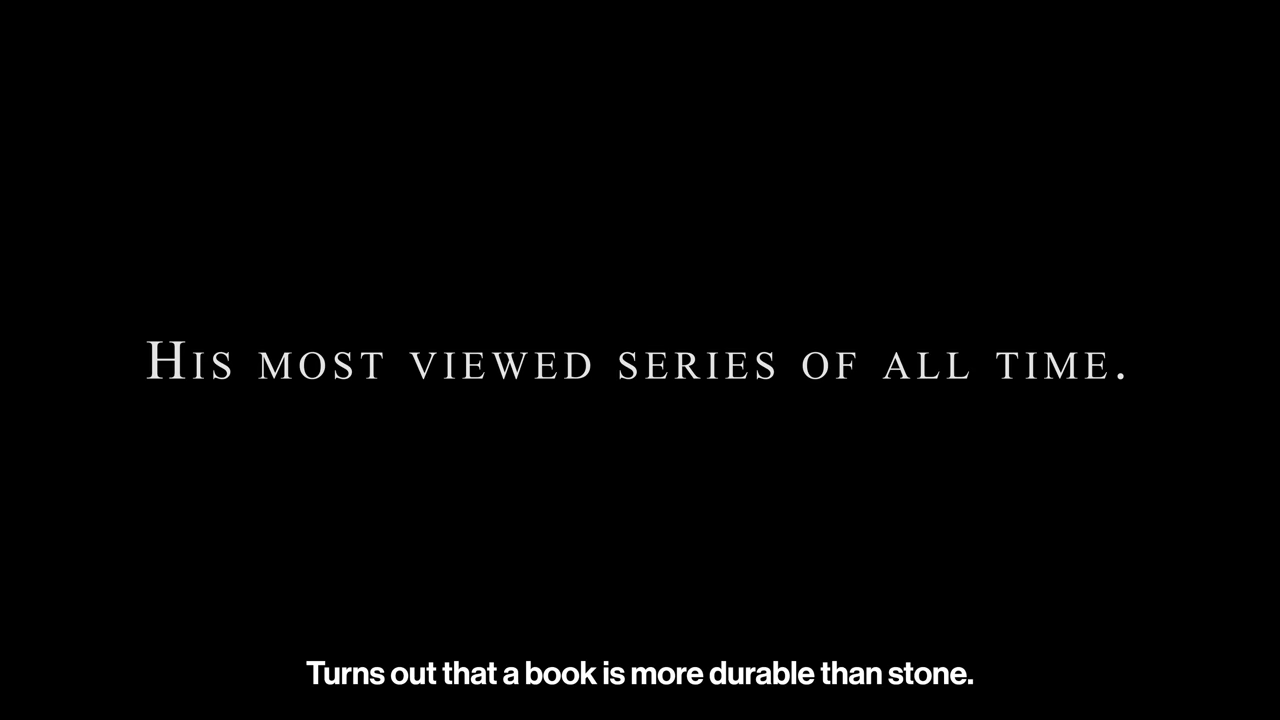 His most viewed series of all time.
Turns out that a book is more durable than stone.